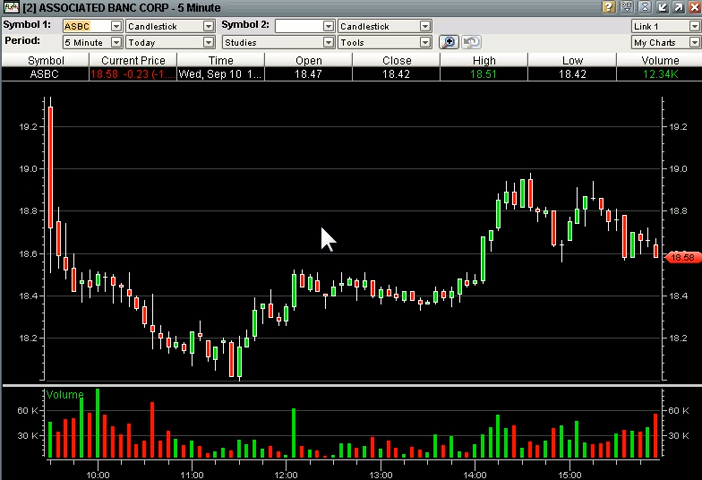 [2] ASSOCIATED BANC CORP - 5 Minute
Symbol 1: ASBC Candlestick Symbol 2: Candlestick Link 1
Period: 5 Minute Today Studies Tools My Charts
Symbol Current Price Time Open Close High Low Volume
ASBC 18.58 -0.23 (-1... Wed, Sep 10 1... 18.47 18.42 18.51 18.42 12.34K
19.2 19.2
19.0 19.0
18.8 18.8
18.6 18.6
18.58
18.4 18.4
18.2 18.2
Volume
60 K 60 K
30 K 30 K
10:00 11:00 12:00 13:00 14:00 15:00